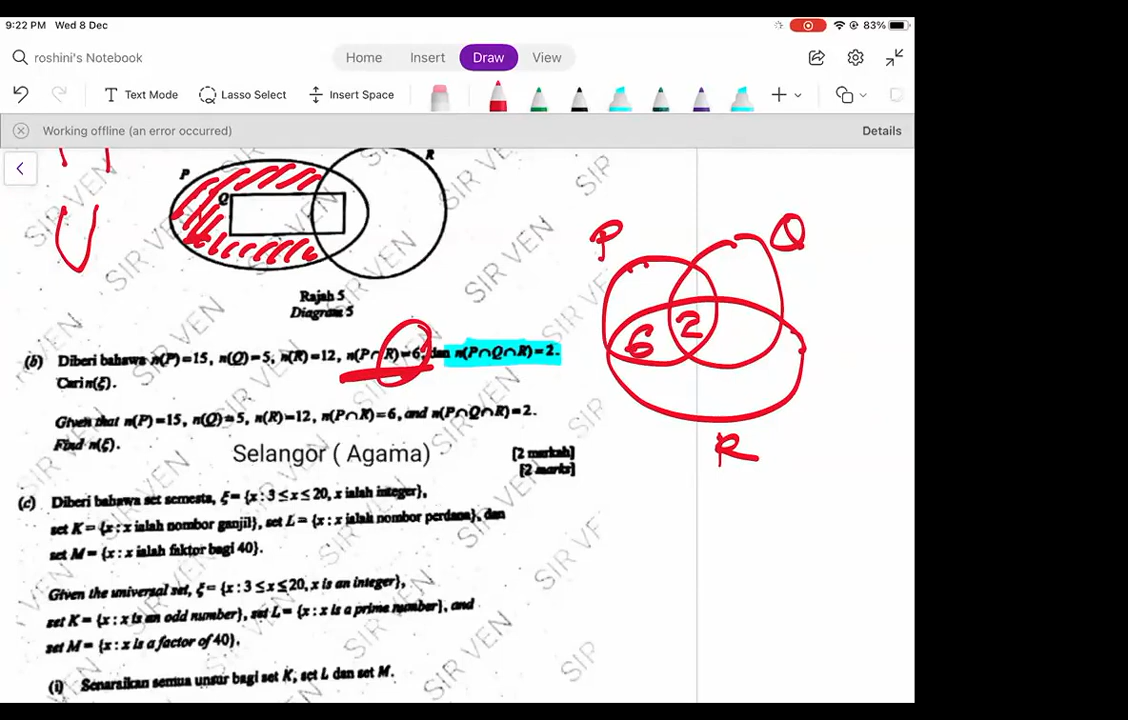 9:22 PM Wed 8 Dec
83%
roshini's Notebook
Home Insert Draw View
Text Mode Lasso Select Insert Space
Working offline (an error occurred) Details
P R
Q
Rajah 5
Diagram 5
P Q
6 2
R
(b) Diberi bahawa n(P)=15, n(Q)=5, n(R)=12, n(P∩R)=6, dan n(P∩Q∩R)=2.
Cari n(ξ).
Given that n(P)=15, n(Q)=5, n(R)=12, n(P∩R)=6, and n(P∩Q∩R)=2.
Find n(ξ).
Selangor ( Agama)
[2 markah]
[2 marks]
(c) Diberi bahawa set semesta, ξ= {x : 3 ≤ x ≤ 20, x ialah integer},
set K = {x : x ialah nombor ganjil}, set L = {x : x ialah nombor perdana}, dan
set M = {x : x ialah faktor bagi 40}.
Given the universal set, ξ= {x : 3 ≤ x ≤ 20, x is an integer},
set K = {x : x is an odd number}, set L = {x : x is a prime number}, and
set M = {x : x is a factor of 40},
(i) Senaraikan semua unsur bagi set K, set L dan set M.
SIR VEN